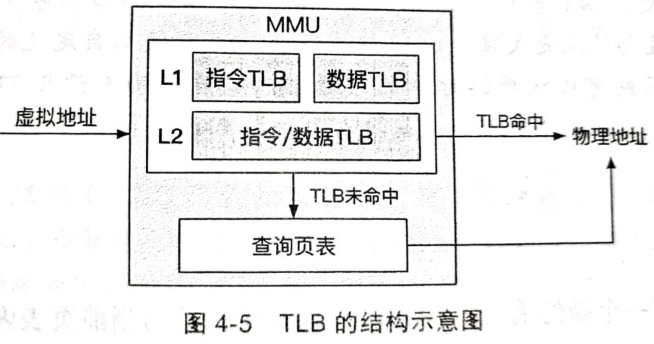 MMU
L1 指令TLB 数据TLB
虚拟地址
L2 指令/数据TLB
TLB命中
物理地址
TLB未命中
查询页表
图 4-5 TLB 的结构示意图